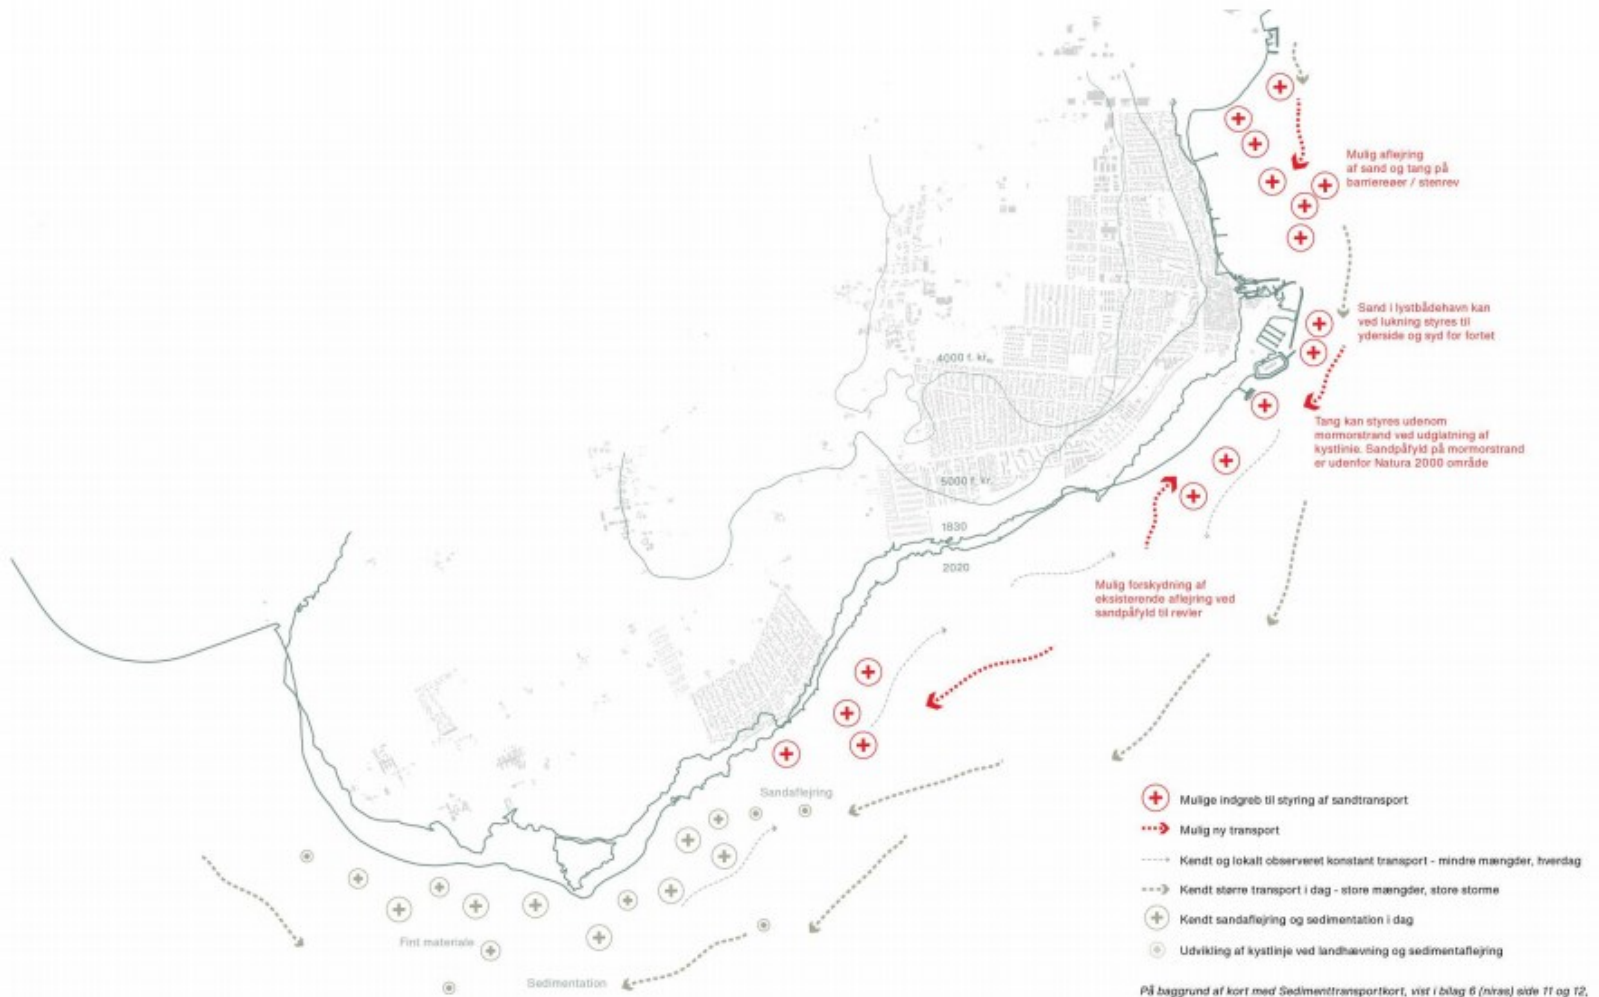 Mulig aflejring
af sand og tang på
barriereøer / stenrev
Sand i lystbådehavn kan
ved lukning styres til
yderside og syd for fortet
4000 f. kr.
Tang kan styres udenom
mormorstrand ved udglatning af
kystlinie. Sandpåfyld på mormorstrand
er udenfor Natura 2000 område
5000 f. kr.
1830
2020
Mulig forskydning af
eksisterende aflejring ved
sandpåfyld til revler
Sandaflejring
Mulige indgreb til styring af sandtransport
Mulig ny transport
Kendt og lokalt observeret konstant transport - mindre mængder, hverdag
Kendt større transport i dag - store mængder, store storme
Kendt sandaflejring og sedimentation i dag
Fint materiale
Udvikling af kystlinje ved landhævning og sedimentaflejring
Sedimentation
På baggrund af kort med Sedimenttransportkort, vist i bilag 6 (niras) side 11 og 12,